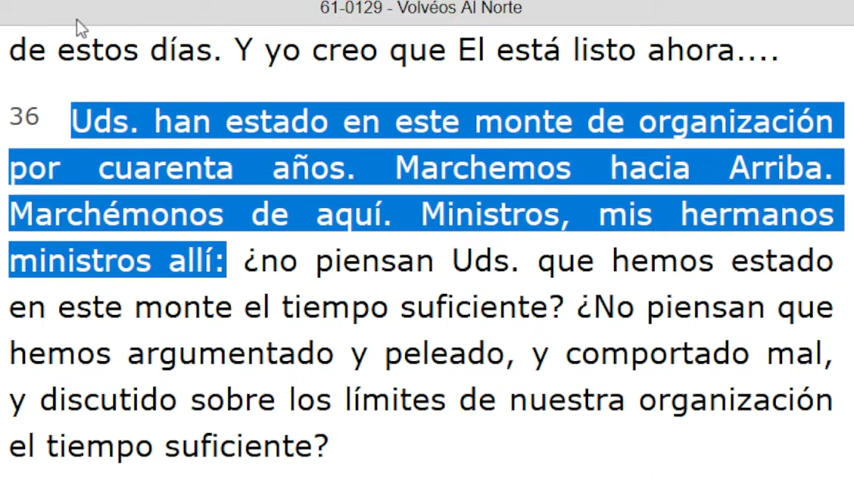 61-0129 - Volvéos Al Norte
de estos días. Y yo creo que El está listo ahora....
36 Uds. han estado en este monte de organización
por cuarenta años. Marchemos hacia Arriba.
Marchémonos de aquí. Ministros, mis hermanos
ministros allí: ¿no piensan Uds. que hemos estado
en este monte el tiempo suficiente? ¿No piensan que
hemos argumentado y peleado, y comportado mal,
y discutido sobre los límites de nuestra organización
el tiempo suficiente?